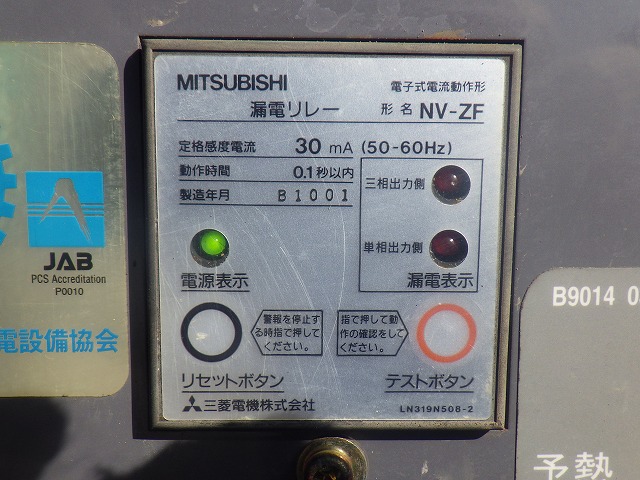 MITSUBISHI
電子式電流動作形
漏電リレー
形 名 NV-ZF
定格感度電流 30 mA (50-60Hz)
動作時間 0.1秒以内
製造年月 B1001
三相出力側
単相出力側
電源表示
漏電表示
警報を停止す
る時指で押して
ください。
指で押して動
作の確認をして
ください。
リセットボタン
テストボタン
三菱電機株式会社
LN319N508-2
JAB
PCS Accreditation
P0010
電設備協会
B9014 0
予熱